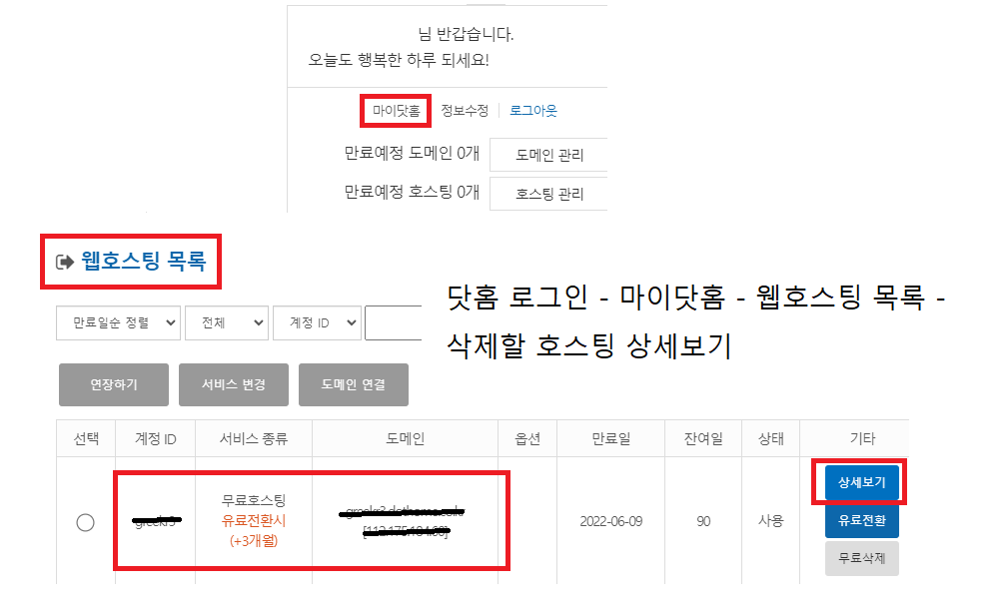 님 반갑습니다.
오늘도 행복한 하루 되세요!
마이닷홈 정보수정 로그아웃
만료예정 도메인 0개 도메인 관리
만료예정 호스팅 0개 호스팅 관리
웹호스팅 목록
닷홈 로그인 - 마이닷홈 - 웹호스팅 목록 -
삭제할 호스팅 상세보기
만료일순 정렬 전체 계정 ID
연장하기 서비스 변경 도메인 연결
선택 계정 ID 서비스 종류 도메인 옵션 만료일 잔여일 상태 기타
무료호스팅
유료전환시
(+3개월)
2022-06-09 90 사용
상세보기
유료전환
무료삭제